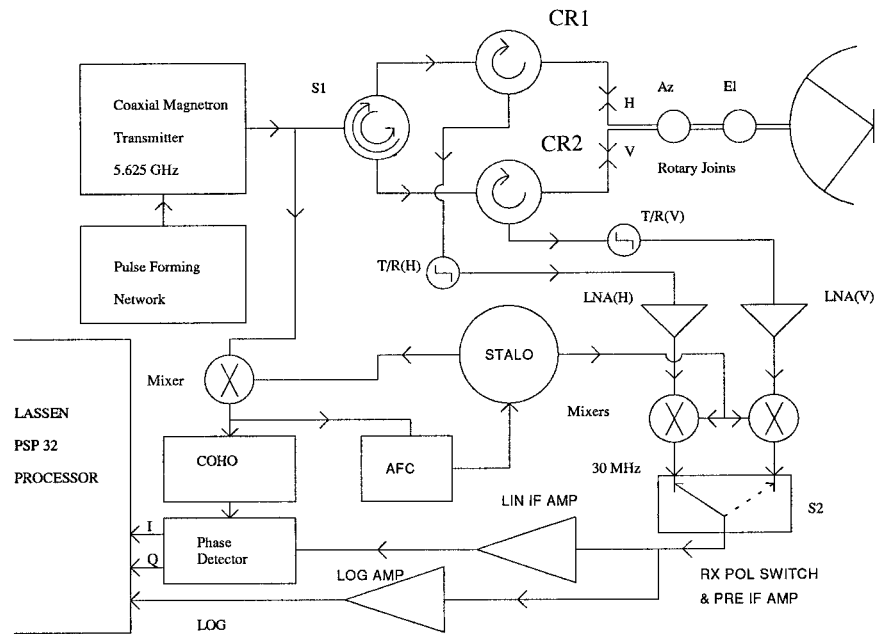 CR1
S1
Coaxial Magnetron
Transmitter
5.625 GHz
H
Az
El
CR2
V
Rotary Joints
T/R(V)
Pulse Forming
Network
T/R(H)
LNA(H)
LNA(V)
STALO
Mixer
Mixers
LASSEN
PSP 32
PROCESSOR
COHO
AFC
30 MHz
LIN IF AMP
S2
I
Phase
Detector
Q
LOG AMP
RX POL SWITCH
& PRE IF AMP
LOG